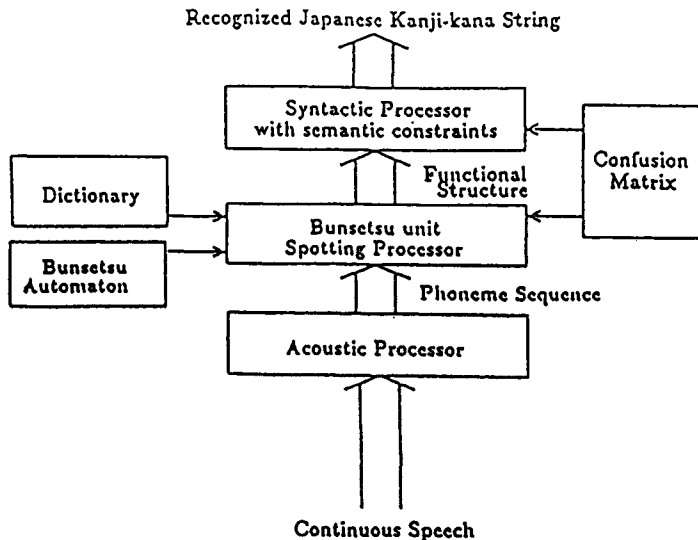 Recognized Japanese Kanji-kana String
Syntactic Processor
with semantic constraints
Confusion
Matrix
Functional
Structure
Dictionary
Bunsetsu unit
Spotting Processor
Bunsetsu
Automaton
Phoneme Sequence
Acoustic Processor
Continuous Speech